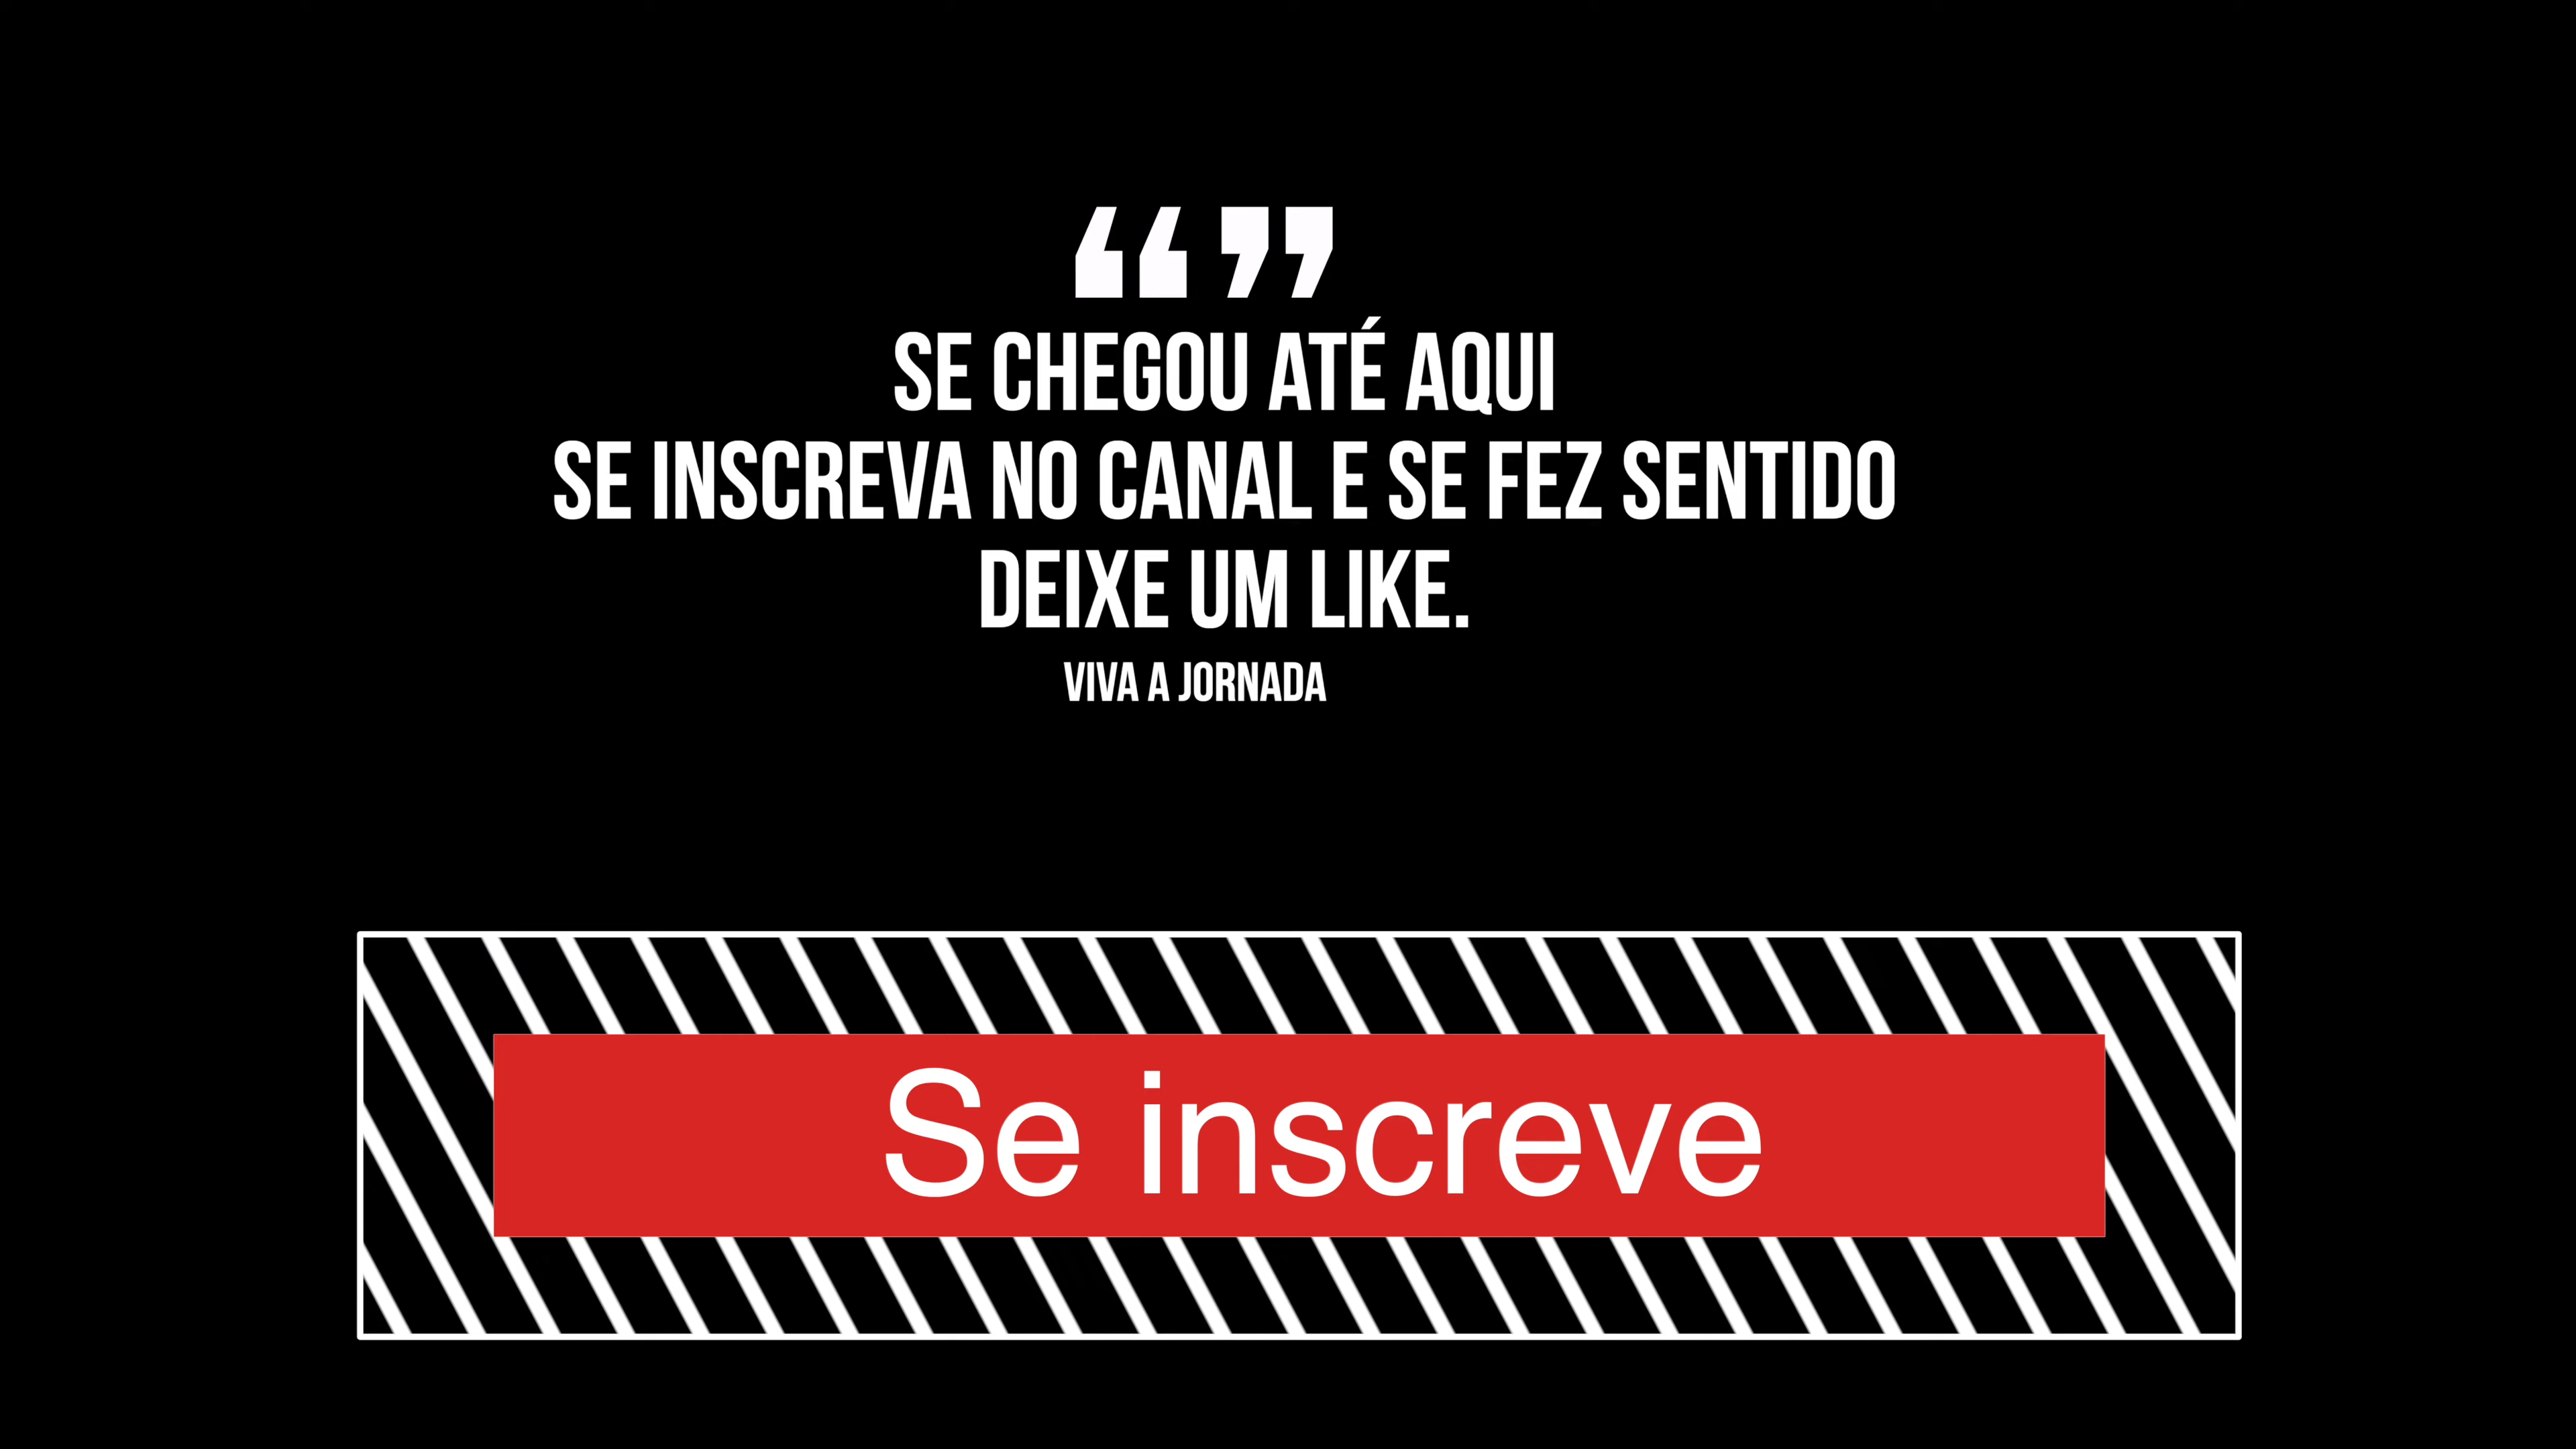 “”
SE CHEGOU ATÉ AQUI
SE INSCREVA NO CANAL E SE FEZ SENTIDO
DEIXE UM LIKE.
VIVA A JORNADA
Se inscreve